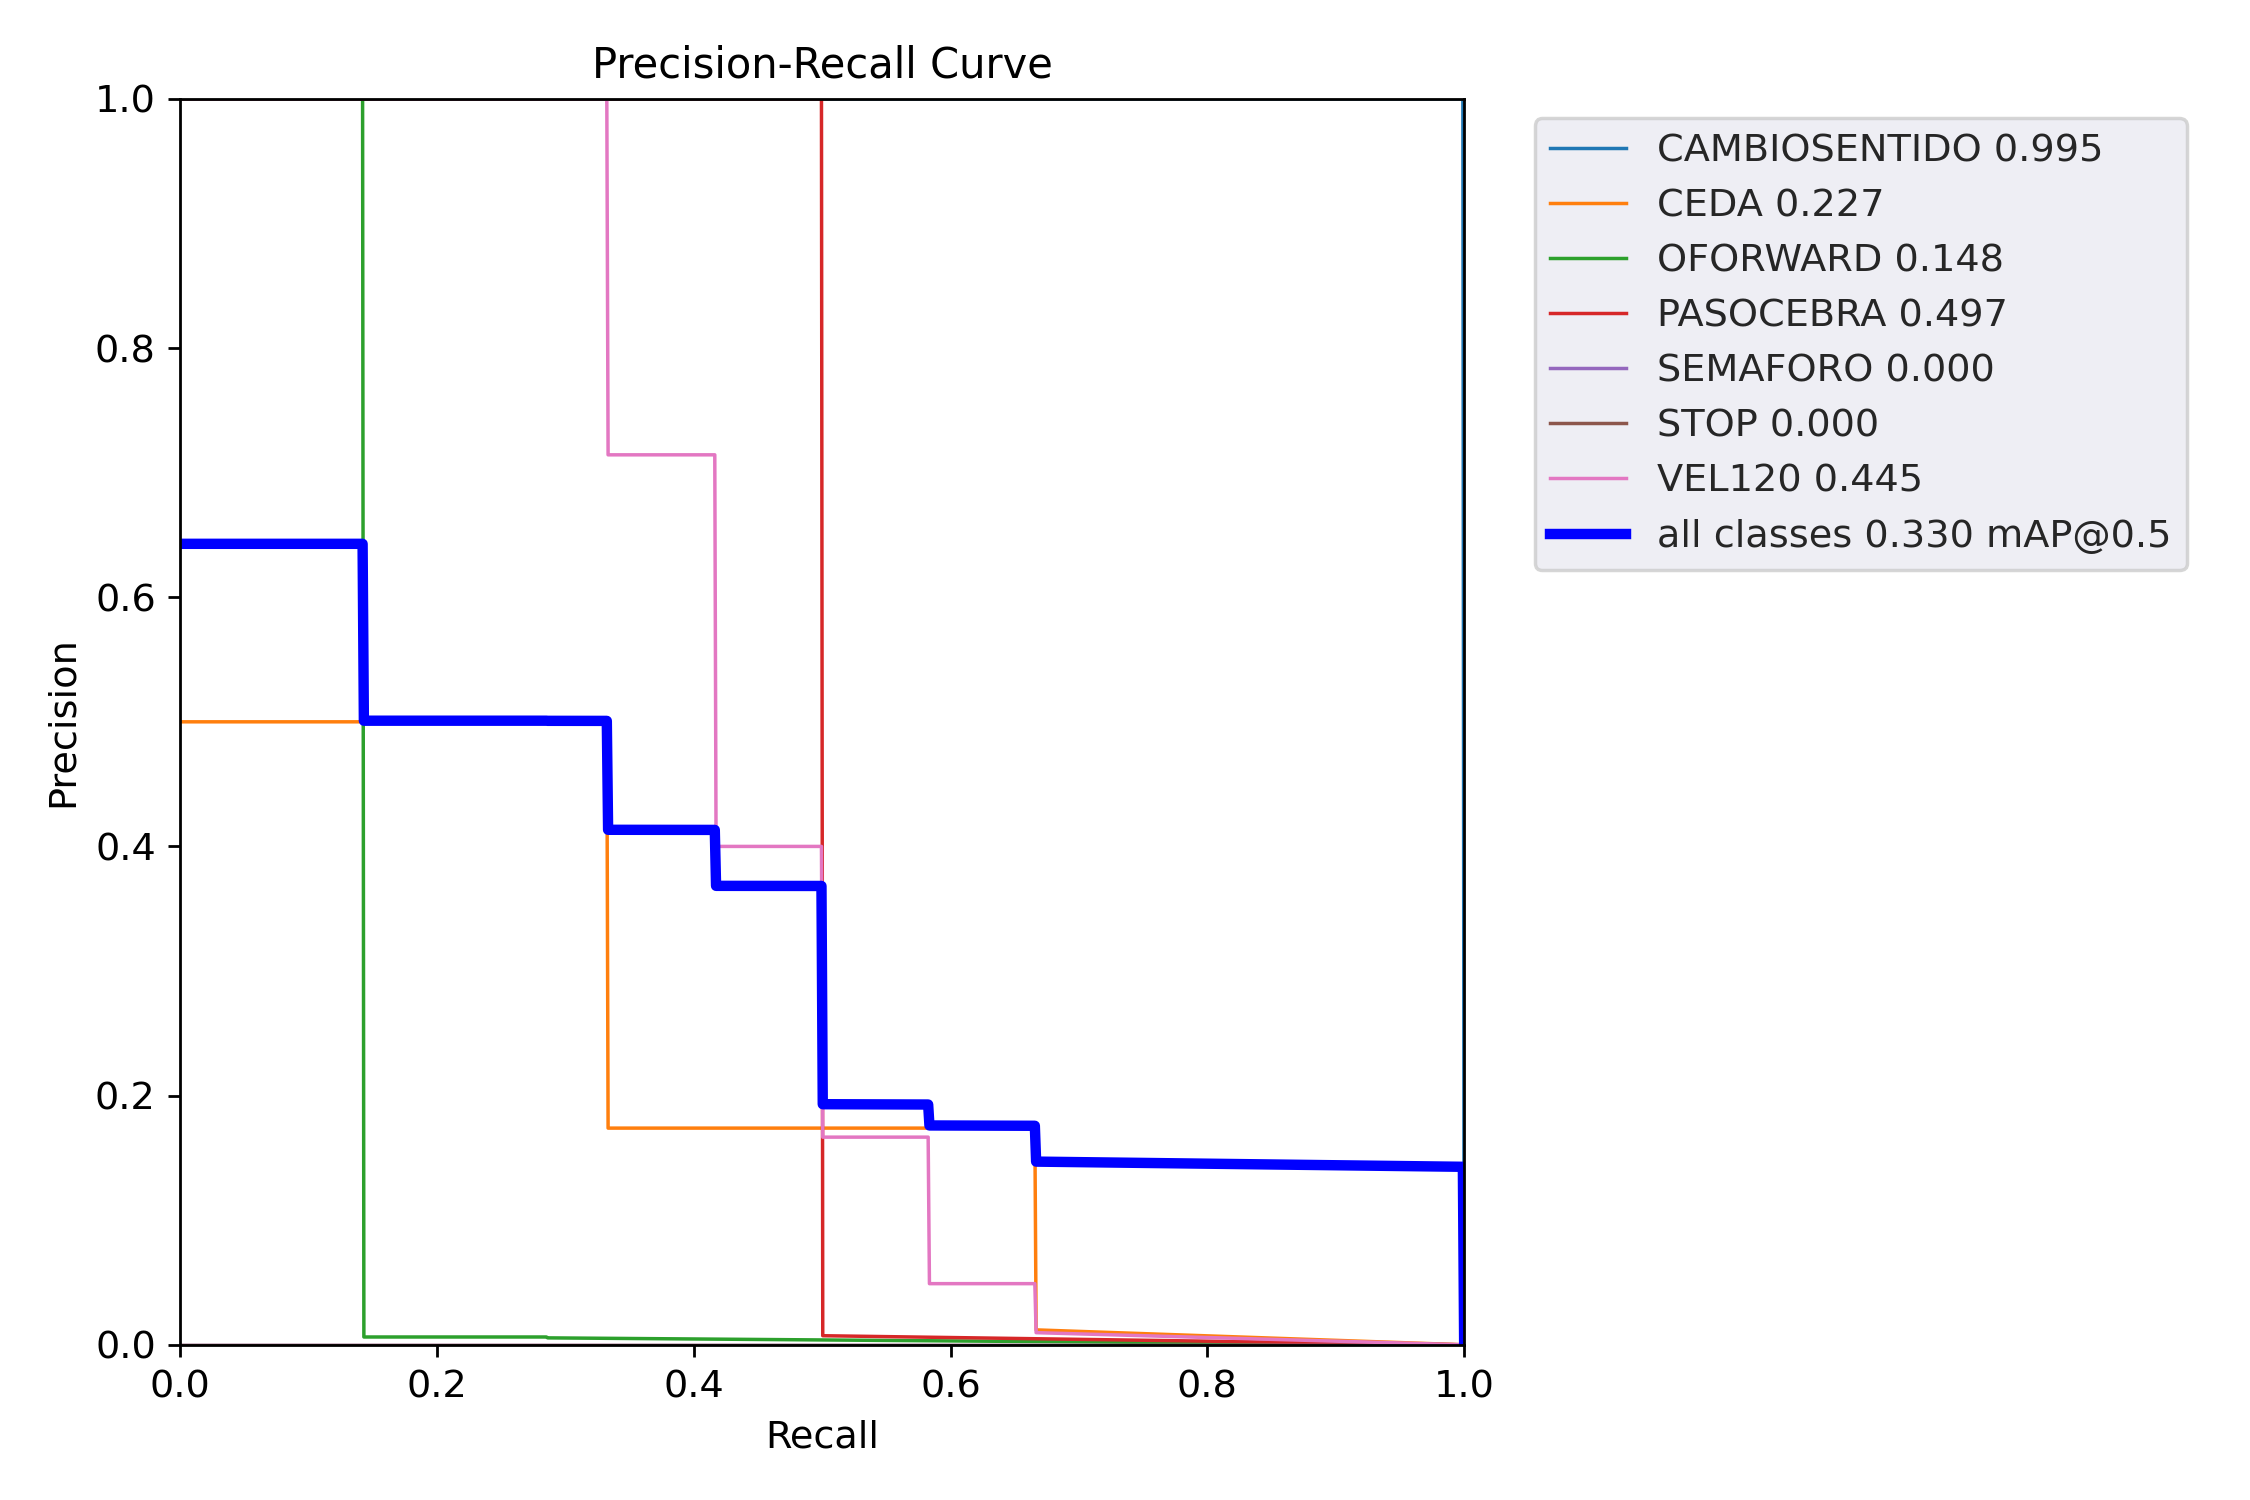 Precision-Recall Curve
1.0
0.8
0.6
0.4
0.2
0.0
Precision
0.0 0.2 0.4 0.6 0.8 1.0
Recall
CAMBIOSENTIDO 0.995
CEDA 0.227
OFORWARD 0.148
PASOCEBRA 0.497
SEMAFORO 0.000
STOP 0.000
VEL120 0.445
all classes 0.330 mAP@0.5